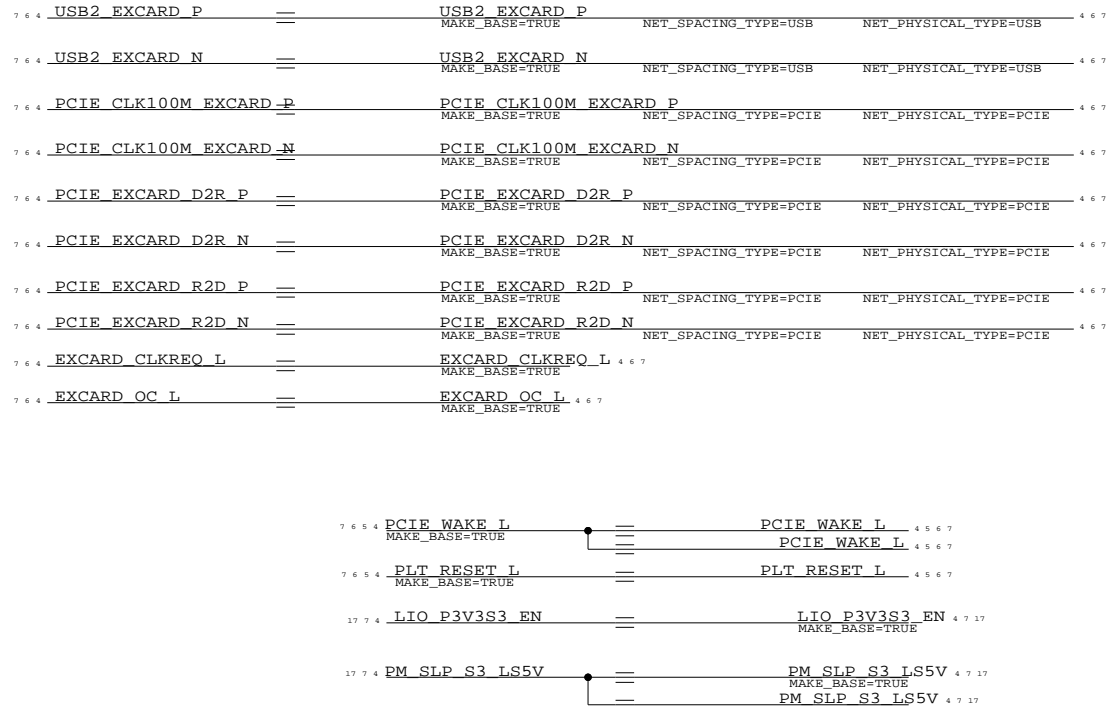 7 6 4 USB2_EXCARD_P USB2_EXCARD_P 4 6 7
MAKE_BASE=TRUE NET_SPACING_TYPE=USB NET_PHYSICAL_TYPE=USB
7 6 4 USB2_EXCARD_N USB2_EXCARD_N 4 6 7
MAKE_BASE=TRUE NET_SPACING_TYPE=USB NET_PHYSICAL_TYPE=USB
7 6 4 PCIE_CLK100M_EXCARD_P PCIE_CLK100M_EXCARD_P 4 6 7
MAKE_BASE=TRUE NET_SPACING_TYPE=PCIE NET_PHYSICAL_TYPE=PCIE
7 6 4 PCIE_CLK100M_EXCARD_N PCIE_CLK100M_EXCARD_N 4 6 7
MAKE_BASE=TRUE NET_SPACING_TYPE=PCIE NET_PHYSICAL_TYPE=PCIE
7 6 4 PCIE_EXCARD_D2R_P PCIE_EXCARD_D2R_P 4 6 7
MAKE_BASE=TRUE NET_SPACING_TYPE=PCIE NET_PHYSICAL_TYPE=PCIE
7 6 4 PCIE_EXCARD_D2R_N PCIE_EXCARD_D2R_N 4 6 7
MAKE_BASE=TRUE NET_SPACING_TYPE=PCIE NET_PHYSICAL_TYPE=PCIE
7 6 4 PCIE_EXCARD_R2D_P PCIE_EXCARD_R2D_P 4 6 7
MAKE_BASE=TRUE NET_SPACING_TYPE=PCIE NET_PHYSICAL_TYPE=PCIE
7 6 4 PCIE_EXCARD_R2D_N PCIE_EXCARD_R2D_N 4 6 7
MAKE_BASE=TRUE NET_SPACING_TYPE=PCIE NET_PHYSICAL_TYPE=PCIE
7 6 4 EXCARD_CLKREQ_L EXCARD_CLKREQ_L 4 6 7
MAKE_BASE=TRUE
7 6 4 EXCARD_OC_L EXCARD_OC_L 4 6 7
MAKE_BASE=TRUE
7 6 5 4 PCIE_WAKE_L PCIE_WAKE_L 4 5 6 7
MAKE_BASE=TRUE PCIE_WAKE_L 4 5 6 7
7 6 5 4 PLT_RESET_L PLT_RESET_L 4 5 6 7
MAKE_BASE=TRUE
17 7 4 LIO_P3V3S3_EN LIO_P3V3S3_EN 4 7 17
MAKE_BASE=TRUE
17 7 4 PM_SLP_S3_LS5V PM_SLP_S3_LS5V 4 7 17
MAKE_BASE=TRUE
PM_SLP_S3_LS5V 4 7 17